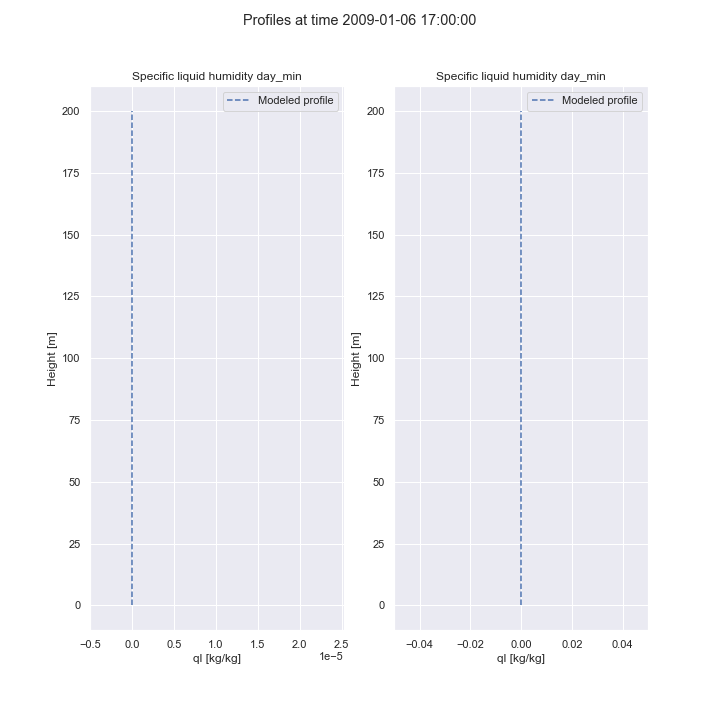 Profiles at time 2009-01-06 17:00:00
Specific liquid humidity day_min
Modeled profile
200
175
150
125
100
75
50
25
0
Height [m]
−0.5 0.0 0.5 1.0 1.5 2.0 2.5
1e−5
ql [kg/kg]
Specific liquid humidity day_min
Modeled profile
200
175
150
125
100
75
50
25
0
Height [m]
−0.04 −0.02 0.00 0.02 0.04
ql [kg/kg]